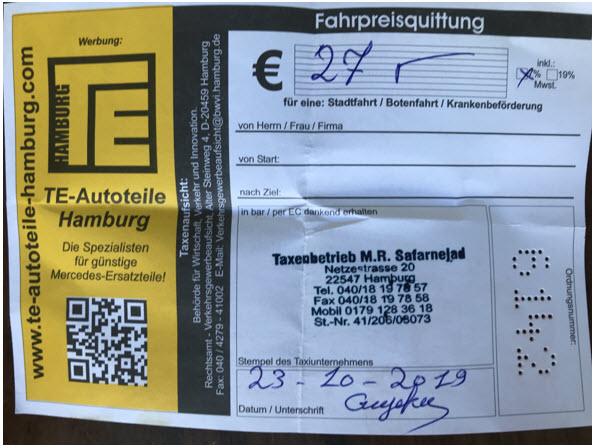 Werbung:
HAMBURG
TE
TE-Autoteile
Hamburg
Die Spezialisten
für günstige
Mercedes-Ersatzteile!
www.te-autoteile-hamburg.com
Taxenaufsicht:
Behörde für Wirtschaft, Verkehr und Innovation.
Rechtsamt - Verkehrsgewerbeaufsicht, Alter Steinweg 4, D-20459 Hamburg
Fax: 040 / 4279 - 41002 E-Mail: Verkehrsgewerbeaufsicht@bwvi.hamburg.de
Fahrpreisquittung
€ 27
inkl.:
% 19%
Mwst.
für eine: Stadtfahrt / Botenfahrt / Krankenbeförderung
von Herrn / Frau / Firma
von Start:
nach Ziel:
in bar / per EC dankend erhalten
Taxenbetrieb M.R. Safarnejad
Netzestrasse 20
22547 Hamburg
Tel. 040/18 19 78 57
Fax 040/18 19 78 58
Mobil 0179 128 36 18
St.-Nr. 41/206/06073
Stempel des Taxiunternehmens
23-10-2019
Datum / Unterschrift
Ordnungsnummer: